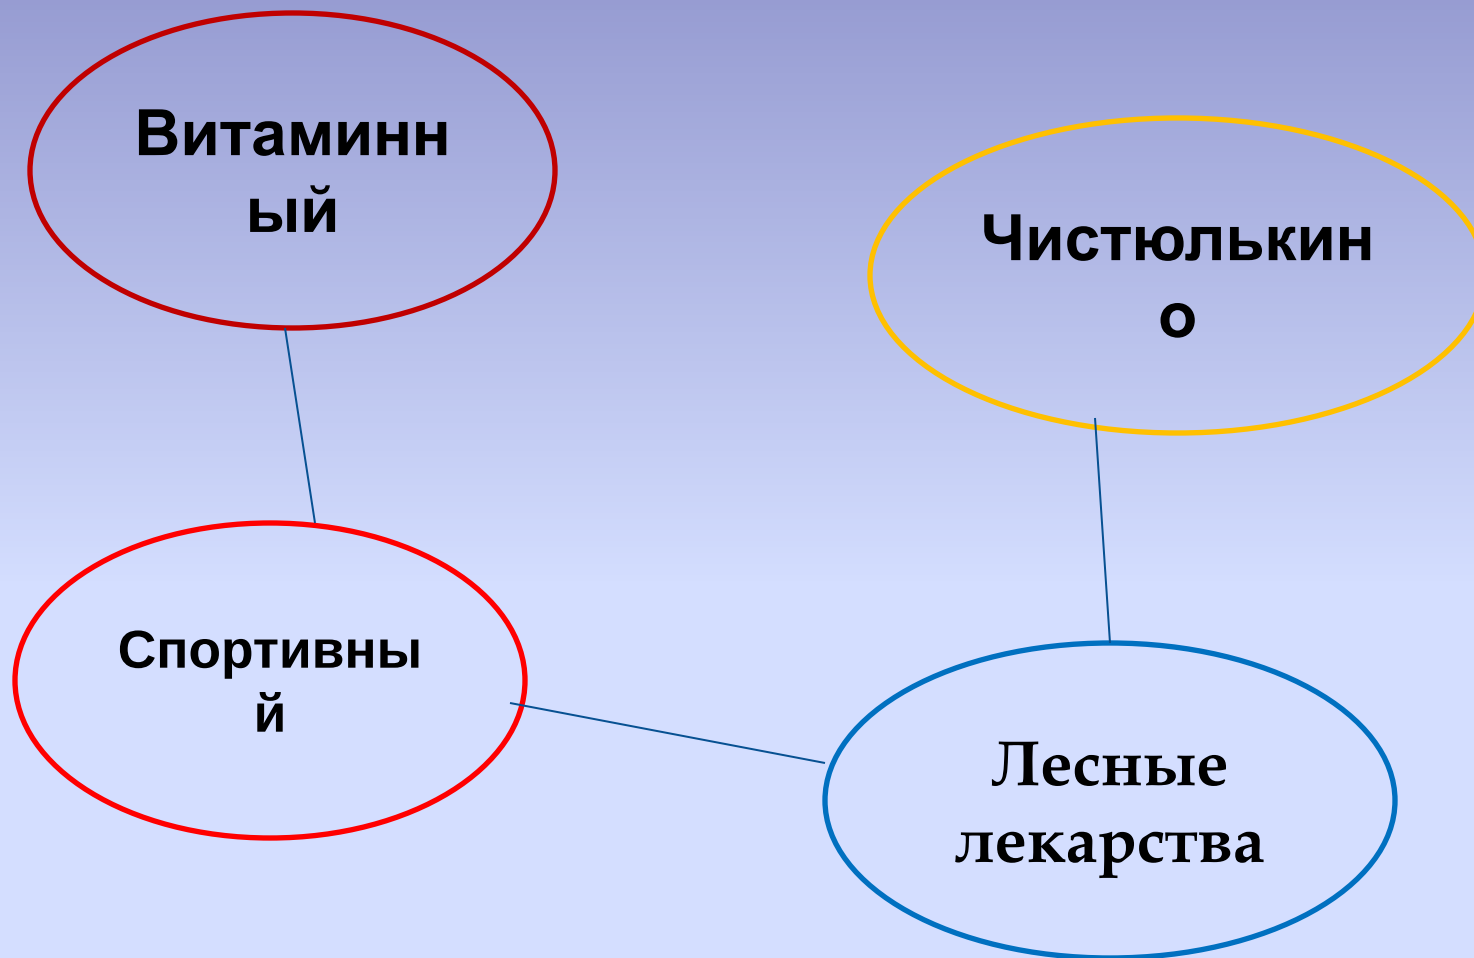 Витаминн
ый
Чистюлькин
о
Спортивны
й
Лесные
лекарства